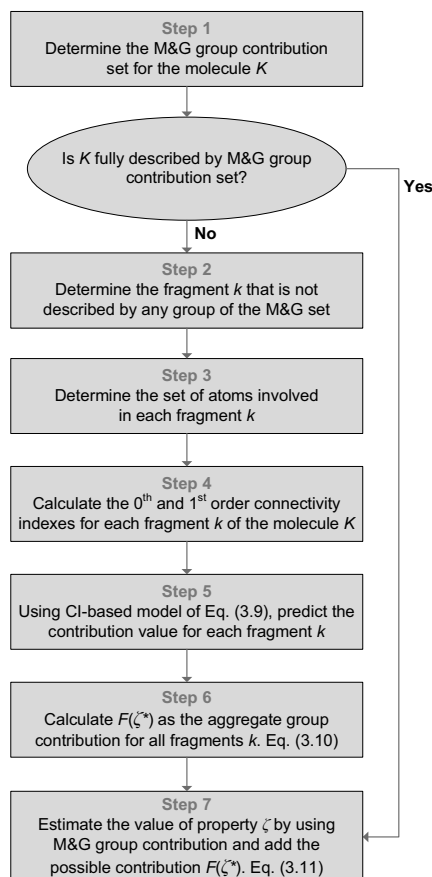 Step 1
Determine the M&G group contribution
set for the molecule K
Is K fully described by M&G group
contribution set?
Yes
No
Step 2
Determine the fragment k that is not
described by any group of the M&G set
Step 3
Determine the set of atoms involved
in each fragment k
Step 4
Calculate the 0th and 1st order connectivity
indexes for each fragment k of the molecule K
Step 5
Using CI-based model of Eq. (3.9), predict the
contribution value for each fragment k
Step 6
Calculate F(ζ*) as the aggregate group
contribution for all fragments k. Eq. (3.10)
Step 7
Estimate the value of property ζ by using
M&G group contribution and add the
possible contribution F(ζ*). Eq. (3.11)